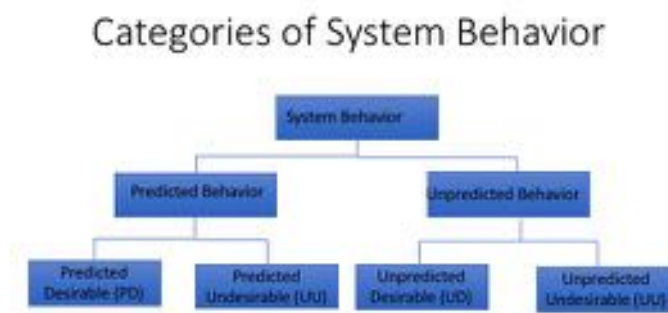 Categories of System Behavior
System Behavior
Predicted Behavior
Unpredicted Behavior
Predicted
Desirable (PD)
Predicted
Undesirable (UU)
Unpredicted
Desirable (UD)
Unpredicted
Undesirable (UU)